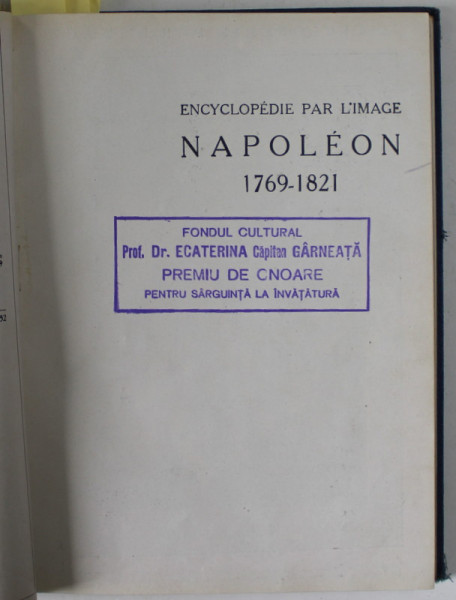 ENCYCLOPÉDIE PAR L'IMAGE
NAPOLÉON
1769-1821
FONDUL CULTURAL
Prof. Dr. ECATERINA Căpitan GÂRNEAȚĂ
PREMIU DE CNOARE
PENTRU SÂRGUINȚĂ LA ÎNVĂȚĂTURĂ